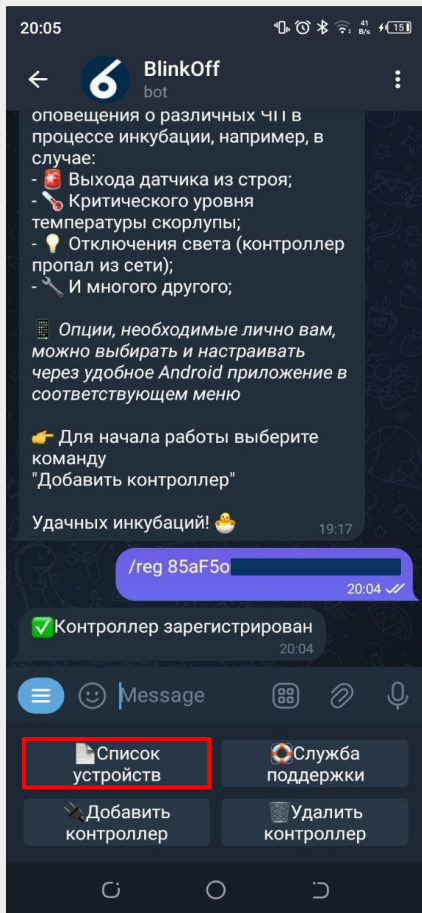 20:05
41 B/s
151
BlinkOff
bot
оповещения о различных ЧП в
процессе инкубации, например, в
случае:
- 🚨 Выхода датчика из строя;
- 🌡️ Критического уровня
температуры скорлупы;
- 💡 Отключения света (контроллер
пропал из сети);
- 🔧 И многого другого;
📱 Опции, необходимые лично вам,
можно выбирать и настраивать
через удобное Android приложение в
соответствующем меню
👉 Для начала работы выберите
команду
"Добавить контроллер"
Удачных инкубаций! 🐣
19:17
/reg 85aF5o
20:04
✅Контроллер зарегистрирован
20:04
Message
📄Список
устройств
🛟Служба
поддержки
🔌Добавить
контроллер
🗑️Удалить
контроллер